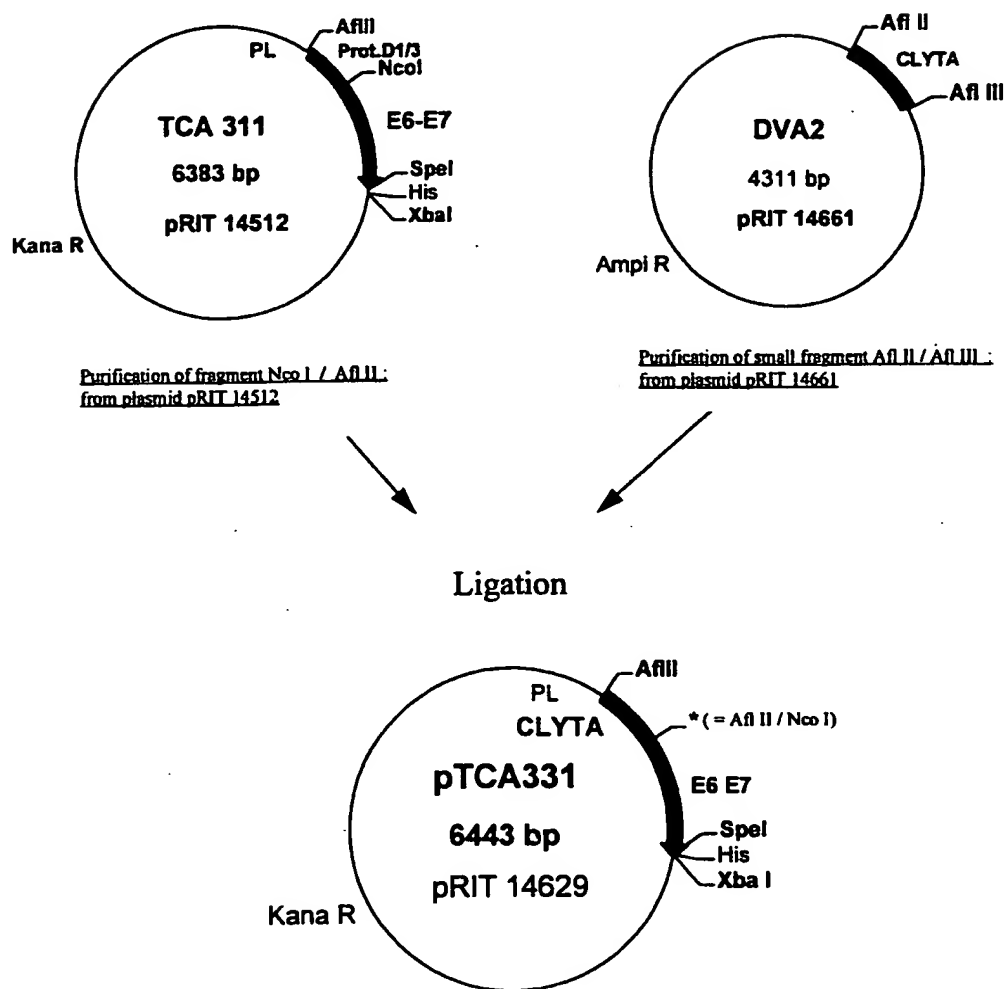 AflII
PL
Prot.D1/3
NcoI
TCA 311
E6-E7
6383 bp
SpeI
His
pRIT 14512
XbaI
Kana R
Afl II
CLYTA
Afl III
DVA2
4311 bp
pRIT 14661
Ampi R
Purification of fragment Nco I / Afl II :
from plasmid pRIT 14512
Purification of small fragment Afl II / Afl III :
from plasmid pRIT 14661
Ligation
AflII
PL
* ( = Afl II / Nco I)
CLYTA
pTCA331
E6 E7
6443 bp
SpeI
His
pRIT 14629
Xba I
Kana R